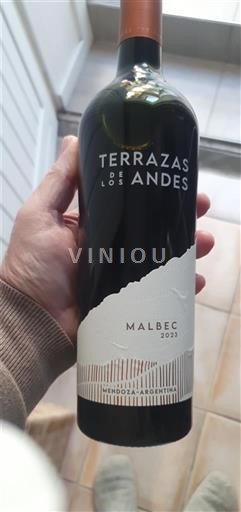 TERRAZAS
DE LOS ANDES
VINIOU
MALBEC
2023
MENDOZA-ARGENTINA